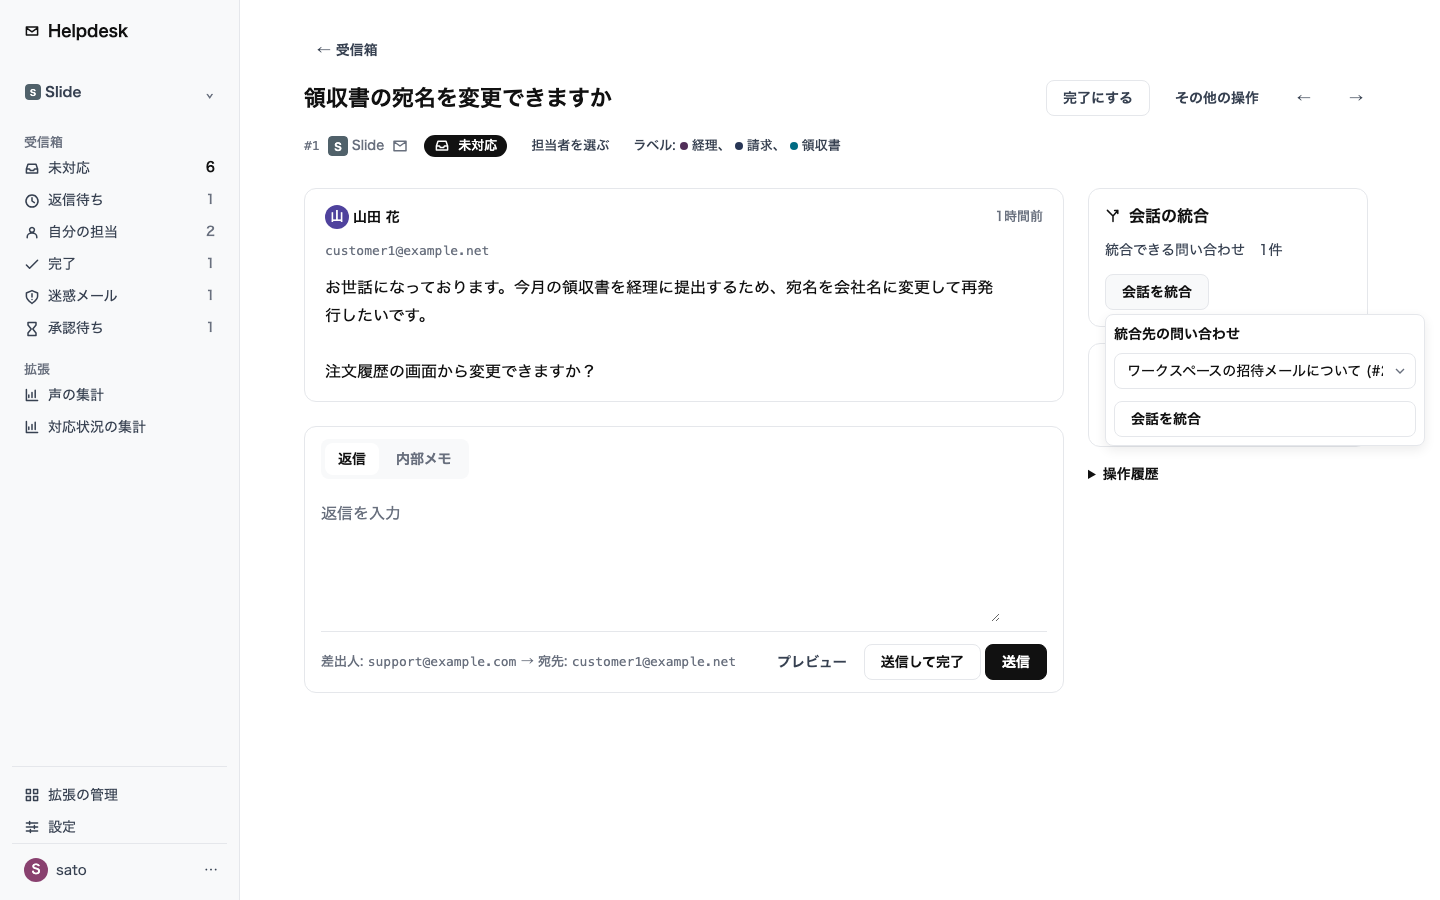 Helpdesk
S Slide
受信箱
未対応 6
返信待ち 1
自分の担当 2
完了 1
迷惑メール 1
承認待ち 1
拡張
声の集計
対応状況の集計
拡張の管理
設定
S sato …
← 受信箱
領収書の宛名を変更できますか
完了にする その他の操作 ← →
#1 S Slide 未対応 担当者を選ぶ ラベル: 経理、 請求、 領収書
山 山田 花 1時間前
customer1@example.net
お世話になっております。今月の領収書を経理に提出するため、宛名を会社名に変更して再発
行したいです。
注文履歴の画面から変更できますか？
返信 内部メモ
返信を入力
差出人: support@example.com → 宛先: customer1@example.net プレビュー 送信して完了 送信
会話の統合
統合できる問い合わせ 1件
会話を統合
統合先の問い合わせ
ワークスペースの招待メールについて (#
会話を統合
▶ 操作履歴